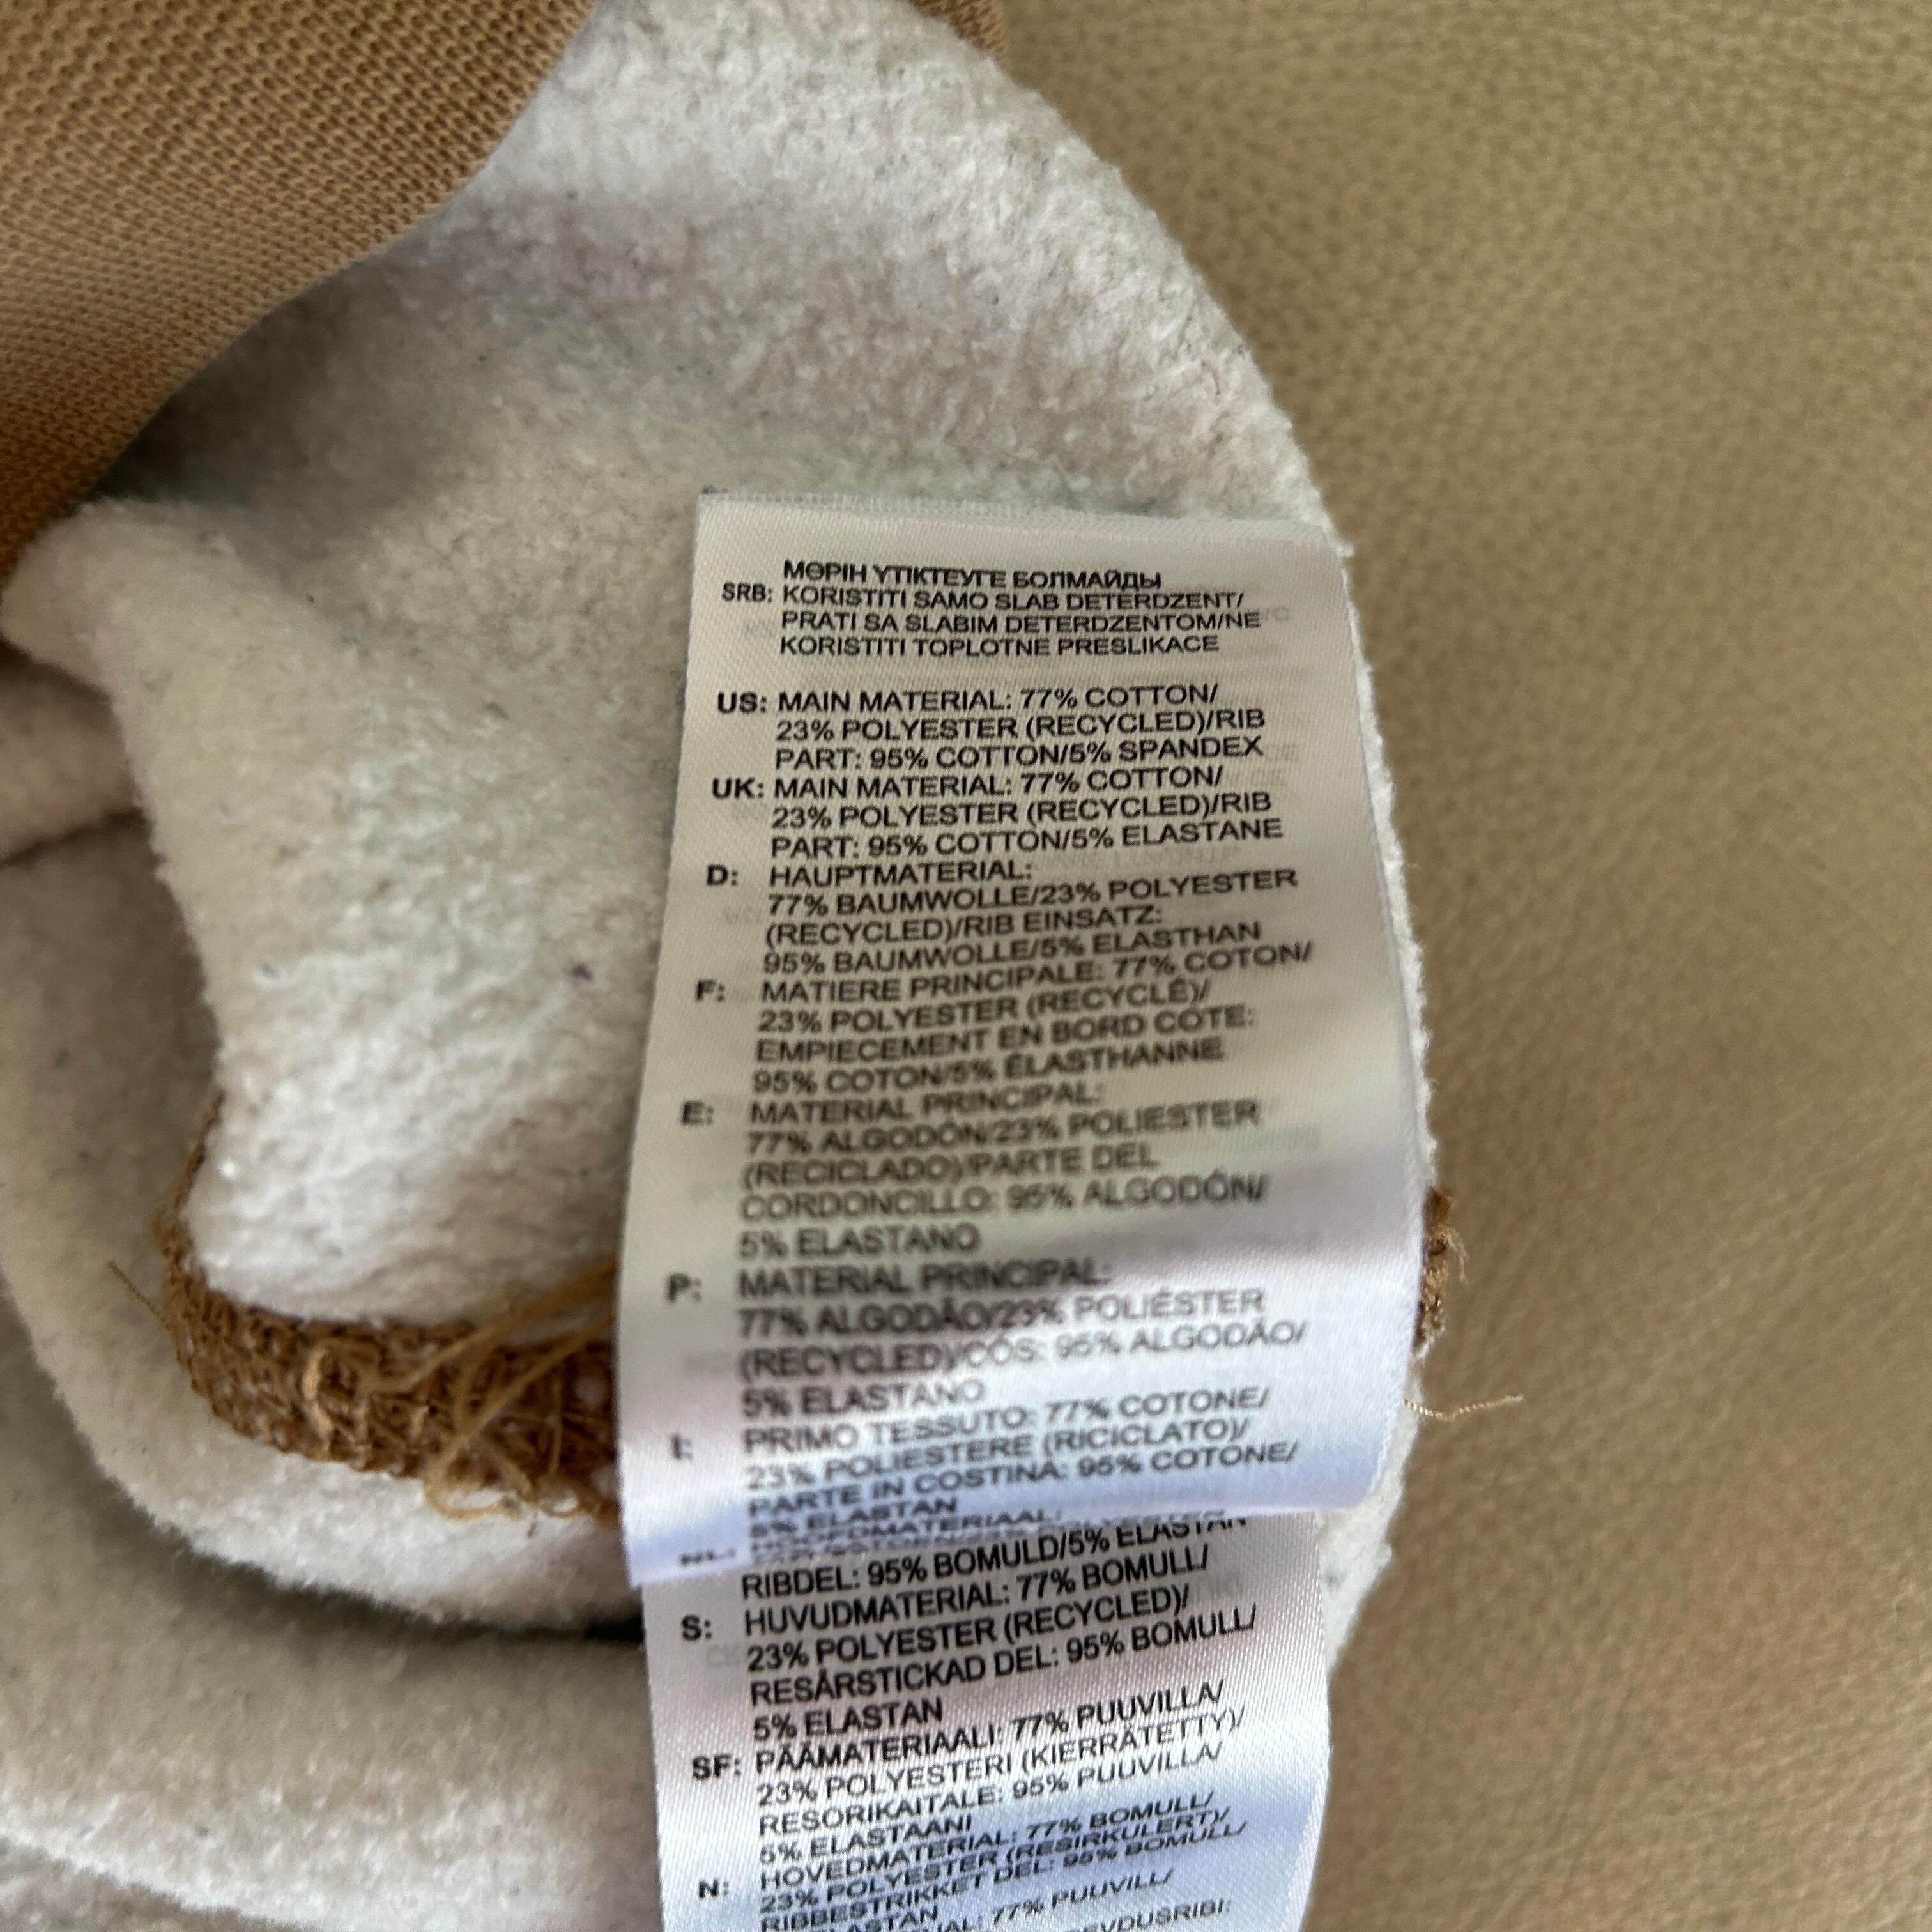 МӨРІН ҮТІКТЕУГЕ БОЛМАЙДЫ
SRB: KORISTITI SAMO SLAB DETERDZENT/
PRATI SA SLABIM DETERDZENTOM/NE
KORISTITI TOPLOTNE PRESLIKACE
US: MAIN MATERIAL: 77% COTTON/
23% POLYESTER (RECYCLED)/RIB
PART: 95% COTTON/5% SPANDEX
UK: MAIN MATERIAL: 77% COTTON/
23% POLYESTER (RECYCLED)/RIB
PART: 95% COTTON/5% ELASTANE
D: HAUPTMATERIAL:
77% BAUMWOLLE/23% POLYESTER
(RECYCLED)/RIB EINSATZ:
95% BAUMWOLLE/5% ELASTHAN
F: MATIERE PRINCIPALE: 77% COTON/
23% POLYESTER (RECYCLÉ)/
EMPIECEMENT EN BORD COTE:
95% COTON/5% ÉLASTHANNE
E: MATERIAL PRINCIPAL:
77% ALGODÓN/23% POLIESTER
(RECICLADO)/PARTE DEL
CORDONCILLO: 95% ALGODÓN/
5% ELASTANO
P: MATERIAL PRINCIPAL:
77% ALGODÃO/23% POLIÉSTER
(RECYCLED)/CÓS: 95% ALGODÃO/
5% ELASTANO
I: PRIMO TESSUTO: 77% COTONE/
23% POLIESTERE (RICICLATO)/
PARTE IN COSTINA: 95% COTONE/
5% ELASTAN
NL: HOOFDMATERIAAL:
RIBDEL: 95% BOMULD/5% ELASTAN
S: HUVUDMATERIAL: 77% BOMULL/
23% POLYESTER (RECYCLED)/
RESÅRSTICKAD DEL: 95% BOMULL/
5% ELASTAN
SF: PÄÄMATERIAALI: 77% PUUVILLA/
23% POLYESTERI (KIERRÄTETTY)/
RESORIKAITALE: 95% PUUVILLA/
5% ELASTAANI
N: HOVEDMATERIAL: 77% BOMULL/
23% POLYESTER (RESIRKULERT)/
RIBBESTRIKKET DEL: 95% BOMULL/
ELASTAN
77% PUUVILL/